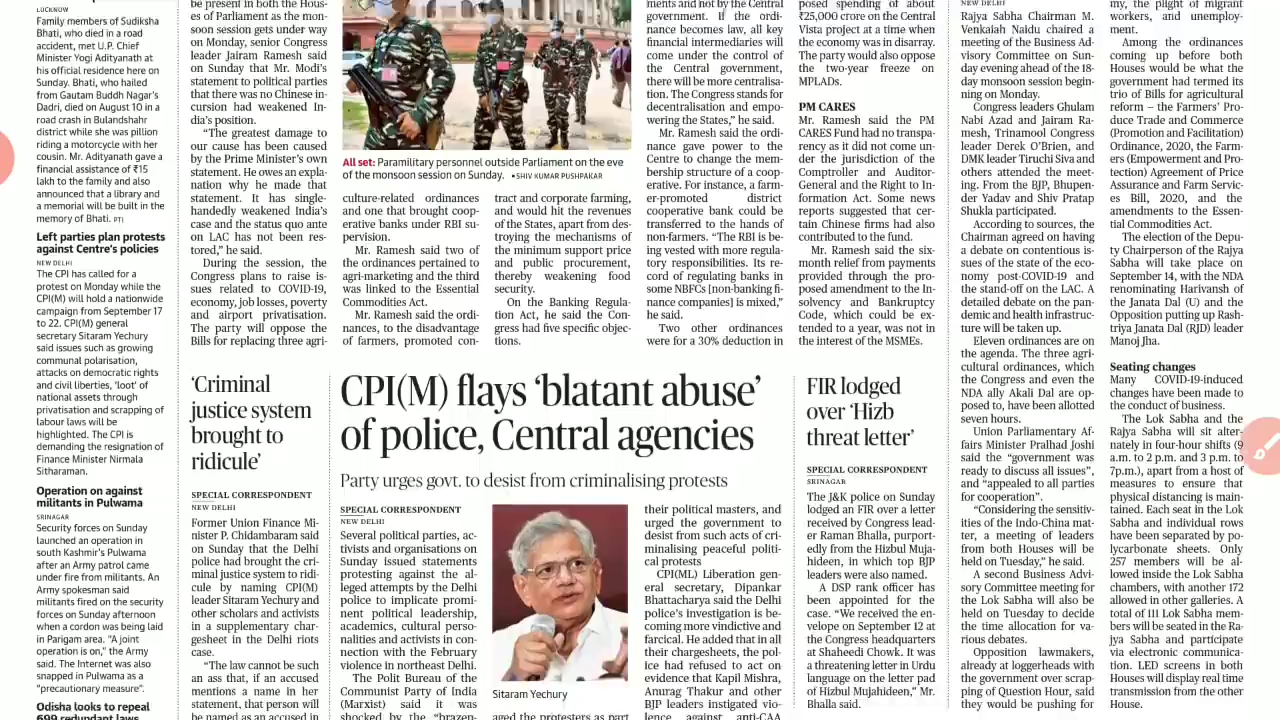 LUCKNOW
Family members of Sudiksha
Bhati, who died in a road
accident, met U.P. Chief
Minister Yogi Adityanath at
his official residence here on
Sunday. Bhati, who hailed
from Gautam Buddh Nagar's
Dadri, died on August 10 in a
road crash in Bulandshahr
district while she was pillion
riding a motorcycle with her
cousin. Mr. Adityanath gave a
financial assistance of ₹15
lakh to the family and also
announced that a library and
a memorial will be built in the
memory of Bhati. PTI
Left parties plan protests
against Centre's policies
NEW DELHI
The CPI has called for a
protest on Monday while the
CPI(M) will hold a nationwide
campaign from September 17
to 22. CPI(M) general
secretary Sitaram Yechury
said issues such as growing
communal polarisation,
attacks on democratic rights
and civil liberties, 'loot' of
national assets through
privatisation and scrapping of
labour laws will be
highlighted. The CPI is
demanding the resignation of
Finance Minister Nirmala
Sitharaman.
Operation on against
militants in Pulwama
SRINAGAR
Security forces on Sunday
launched an operation in
south Kashmir's Pulwama
after an Army patrol came
under fire from militants. An
Army spokesman said
militants fired on the security
forces on Sunday afternoon
when a cordon was being laid
in Parigam area. "A joint
operation is on," the Army
said. The Internet was also
snapped in Pulwama as a
"precautionary measure".
Odisha looks to repeal
699 redundant laws
be present in both the Hous-
es of Parliament as the mon-
soon session gets under way
on Monday, senior Congress
leader Jairam Ramesh said
on Sunday that Mr. Modi's
statement to political parties
that there was no Chinese in-
cursion had weakened In-
dia's position.
"The greatest damage to
our cause has been caused
by the Prime Minister's own
statement. He owes an expla-
nation why he made that
statement. It has single-
handedly weakened India's
case and the status quo ante
on LAC has not been res-
tored," he said.
During the session, the
Congress plans to raise is-
sues related to COVID-19,
economy, job losses, poverty
and airport privatisation.
The party will oppose the
Bills for replacing three agri-
All set: Paramilitary personnel outside Parliament on the eve
of the monsoon session on Sunday. ▪SHIV KUMAR PUSHPAKAR
culture-related ordinances
and one that brought coop-
erative banks under RBI su-
pervision.
Mr. Ramesh said two of
the ordinances pertained to
agri-marketing and the third
was linked to the Essential
Commodities Act.
Mr. Ramesh said the ordi-
nances, to the disadvantage
of farmers, promoted con-
tract and corporate farming,
and would hit the revenues
of the States, apart from des-
troying the mechanisms of
the minimum support price
and public procurement,
thereby weakening food
security.
On the Banking Regula-
tion Act, he said the Con-
gress had five specific objec-
tions.
ments and not by the Central
government. If the ordi-
nance becomes law, all key
financial intermediaries will
come under the control of
the Central government,
there will be more centralisa-
tion. The Congress stands for
decentralisation and empo-
wering the States," he said.
Mr. Ramesh said the ordi-
nance gave power to the
Centre to change the mem-
bership structure of a coop-
erative. For instance, a farm-
er-promoted district
cooperative bank could be
transferred to the hands of
non-farmers. "The RBI is be-
ing vested with more regula-
tory responsibilities. Its re-
cord of regulating banks in
some NBFCs [non-banking fi-
nance companies] is mixed,"
he said.
Two other ordinances
were for a 30% deduction in
posed spending of about
₹25,000 crore on the Central
Vista project at a time when
the economy was in disarray.
The party would also oppose
the two-year freeze on
MPLADs.
PM CARES
Mr. Ramesh said the PM
CARES Fund had no transpa-
rency as it did not come un-
der the jurisdiction of the
Comptroller and Auditor-
General and the Right to In-
formation Act. Some news
reports suggested that cer-
tain Chinese firms had also
contributed to the fund.
Mr. Ramesh said the six-
month relief from payments
provided through the pro-
posed amendment to the In-
solvency and Bankruptcy
Code, which could be ex-
tended to a year, was not in
the interest of the MSMEs.
'Criminal
justice system
brought to
ridicule'
SPECIAL CORRESPONDENT
NEW DELHI
Former Union Finance Mi-
nister P. Chidambaram said
on Sunday that the Delhi
police had brought the cri-
minal justice system to ridi-
cule by naming CPI(M)
leader Sitaram Yechury and
other scholars and activists
in a supplementary char-
gesheet in the Delhi riots
case.
"The law cannot be such
an ass that, if an accused
mentions a name in her
statement, that person will
be named as an accused in
CPI(M) flays 'blatant abuse'
of police, Central agencies
Party urges govt. to desist from criminalising protests
SPECIAL CORRESPONDENT
NEW DELHI
Several political parties, ac-
tivists and organisations on
Sunday issued statements
protesting against the al-
leged attempts by the Delhi
police to implicate promi-
nent political leadership,
academics, cultural perso-
nalities and activists in con-
nection with the February
violence in northeast Delhi.
The Polit Bureau of the
Communist Party of India
(Marxist) said it was
shocked by the "brazen-
Sitaram Yechury
aged the protesters as part
their political masters, and
urged the government to
desist from such acts of cri-
minalising peaceful politi-
cal protests
CPI(ML) Liberation gen-
eral secretary, Dipankar
Bhattacharya said the Delhi
police's investigation is be-
coming more vindictive and
farcical. He added that in all
their chargesheets, the pol-
ice had refused to act on
evidence that Kapil Mishra,
Anurag Thakur and other
BJP leaders instigated vio-
lence against anti-CAA
FIR lodged
over 'Hizb
threat letter'
SPECIAL CORRESPONDENT
SRINAGAR
The J&K police on Sunday
lodged an FIR over a letter
received by Congress lead-
er Raman Bhalla, purport-
edly from the Hizbul Muja-
hideen, in which top BJP
leaders were also named.
A DSP rank officer has
been appointed for the
case. "We received the en-
velope on September 12 at
the Congress headquarters
at Shaheedi Chowk. It was
a threatening letter in Urdu
language on the letter pad
of Hizbul Mujahideen," Mr.
Bhalla said.
NEW DELHI
Rajya Sabha Chairman M.
Venkaiah Naidu chaired a
meeting of the Business Ad-
visory Committee on Sun-
day evening ahead of the 18-
day monsoon session begin-
ning on Monday.
Congress leaders Ghulam
Nabi Azad and Jairam Ra-
mesh, Trinamool Congress
leader Derek O'Brien, and
DMK leader Tiruchi Siva and
others attended the meet-
ing. From the BJP, Bhupen-
der Yadav and Shiv Pratap
Shukla participated.
According to sources, the
Chairman agreed on having
a debate on contentious is-
sues of the state of the eco-
nomy post-COVID-19 and
the stand-off on the LAC. A
detailed debate on the pan-
demic and health infrastruc-
ture will be taken up.
Eleven ordinances are on
the agenda. The three agri-
cultural ordinances, which
the Congress and even the
NDA ally Akali Dal are op-
posed to, have been allotted
seven hours.
Union Parliamentary Af-
fairs Minister Pralhad Joshi
said the "government was
ready to discuss all issues",
and "appealed to all parties
for cooperation".
"Considering the sensitiv-
ities of the Indo-China mat-
ter, a meeting of leaders
from both Houses will be
held on Tuesday," he said.
A second Business Advi-
sory Committee meeting for
the Lok Sabha will also be
held on Tuesday to decide
the time allocation for va-
rious debates.
Opposition lawmakers,
already at loggerheads with
the government over scrap-
ping of Question Hour, said
they would be pushing for
my, the plight of migrant
workers, and unemploy-
ment.
Among the ordinances
coming up before both
Houses would be what the
government had termed its
trio of Bills for agricultural
reform – the Farmers' Pro-
duce Trade and Commerce
(Promotion and Facilitation)
Ordinance, 2020, the Farm-
ers (Empowerment and Pro-
tection) Agreement of Price
Assurance and Farm Servic-
es Bill, 2020, and the
amendments to the Essen-
tial Commodities Act.
The election of the Depu-
ty Chairperson of the Rajya
Sabha will take place on
September 14, with the NDA
renominating Harivansh of
the Janata Dal (U) and the
Opposition putting up Rash-
triya Janata Dal (RJD) leader
Manoj Jha.
Seating changes
Many COVID-19-induced
changes have been made to
the conduct of business.
The Lok Sabha and the
Rajya Sabha will sit alter-
nately in four-hour shifts (9
a.m. to 2 p.m. and 3 p.m. to
7p.m.), apart from a host of
measures to ensure that
physical distancing is main-
tained. Each seat in the Lok
Sabha and individual rows
have been separated by po-
lycarbonate sheets. Only
257 members will be al-
lowed inside the Lok Sabha
chambers, with another 172
allowed in other galleries. A
total of 111 Lok Sabha mem-
bers will be seated in the Ra-
jya Sabha and participate
via electronic communica-
tion. LED screens in both
Houses will display real time
transmission from the other
House.